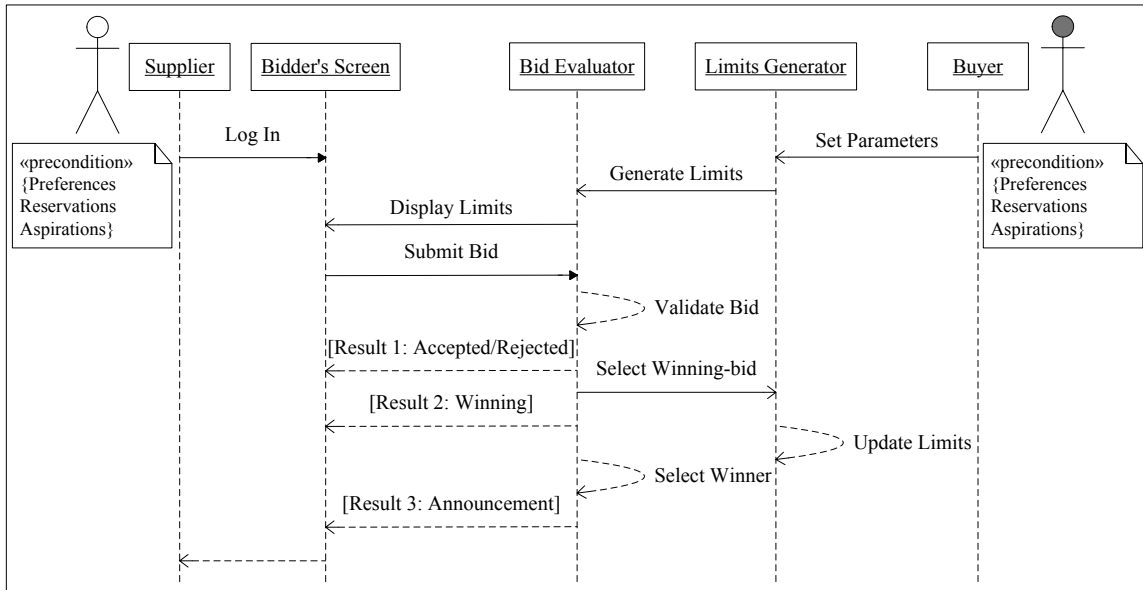 Supplier
Bidder's Screen
Bid Evaluator
Limits Generator
Buyer
Log In
Set Parameters
«precondition»
{Preferences
Reservations
Aspirations}
«precondition»
{Preferences
Reservations
Aspirations}
Generate Limits
Display Limits
Submit Bid
Validate Bid
[Result 1: Accepted/Rejected]
Select Winning-bid
[Result 2: Winning]
Update Limits
Select Winner
[Result 3: Announcement]